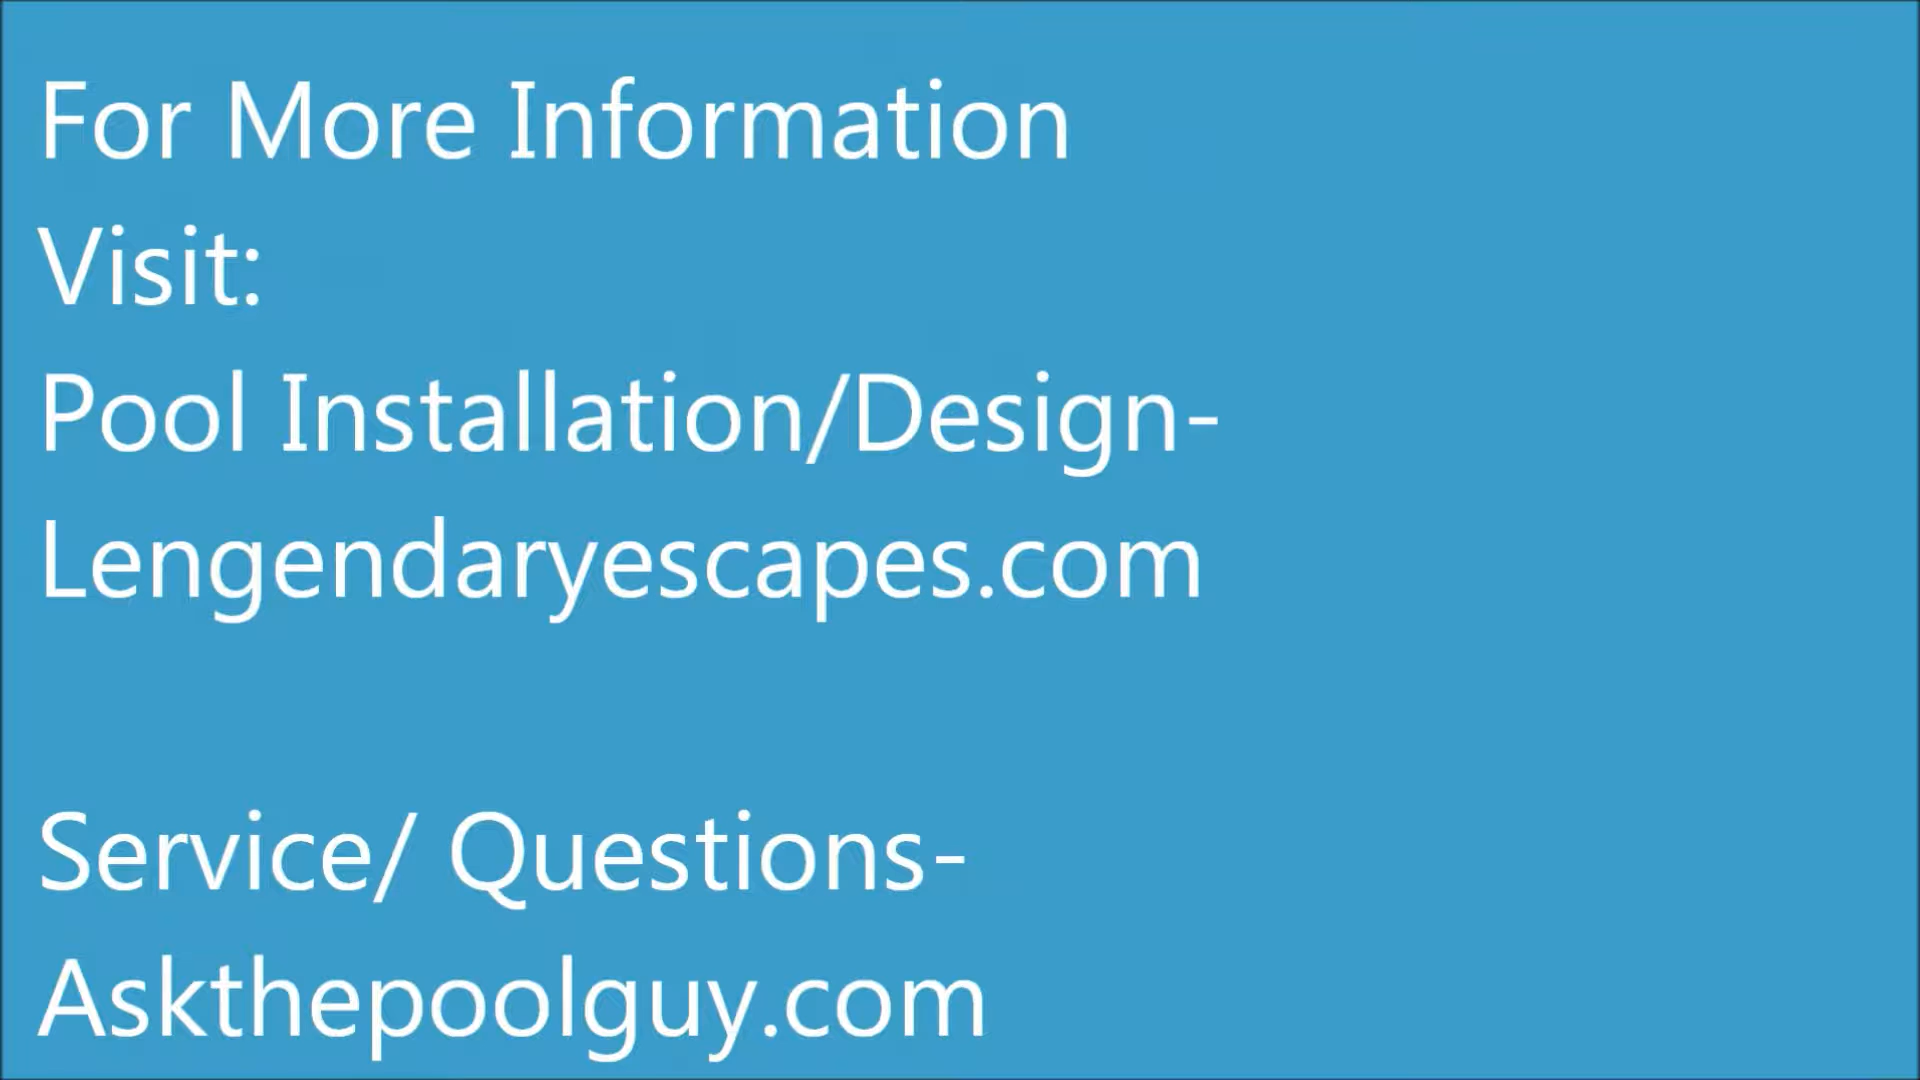 For More Information
Visit:
Pool Installation/Design-
Lengendaryescapes.com
Service/ Questions-
Askthepoolguy.com